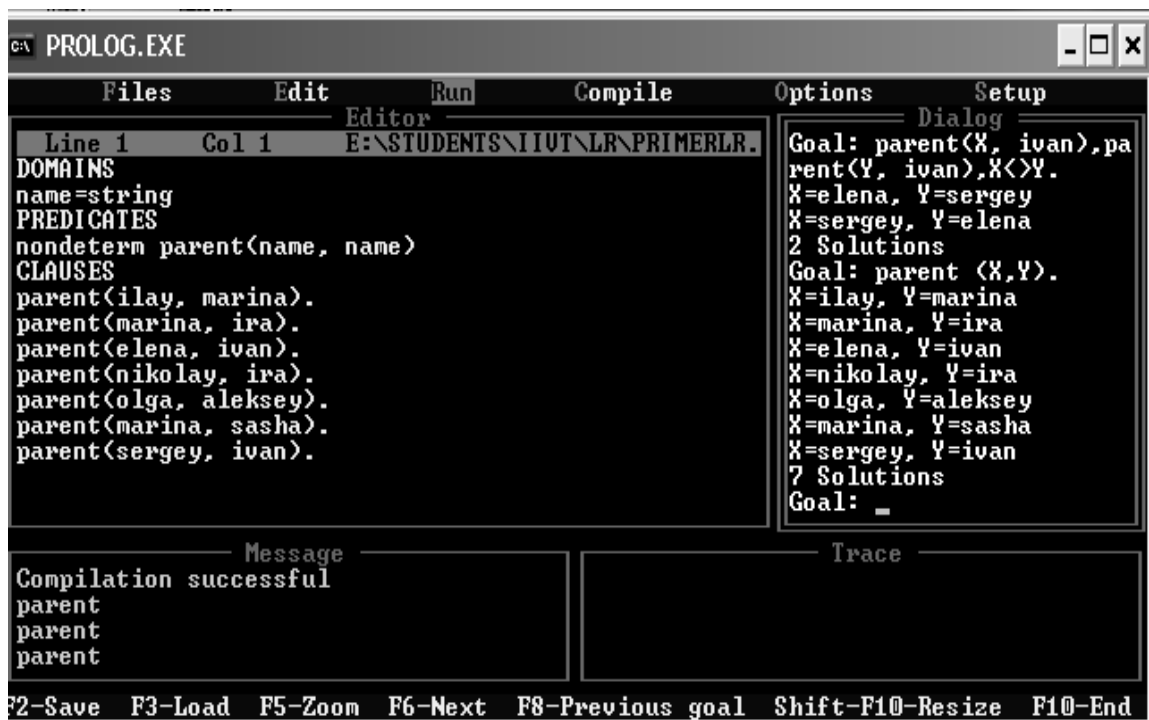 PROLOG.EXE
Files Edit Run Compile Options Setup
Editor
Line 1 Col 1 E:\STUDENTS\IIVT\LR\PRIMERLR.
DOMAINS
name=string
PREDICATES
nondeterm parent(name, name)
CLAUSES
parent(ilay, marina).
parent(marina, ira).
parent(elena, ivan).
parent(nikolay, ira).
parent(olga, aleksey).
parent(marina, sasha).
parent(sergey, ivan).
Dialog
Goal: parent(X, ivan),pa
rent(Y, ivan),X<>Y.
X=elena, Y=sergey
X=sergey, Y=elena
2 Solutions
Goal: parent (X,Y).
X=ilay, Y=marina
X=marina, Y=ira
X=elena, Y=ivan
X=nikolay, Y=ira
X=olga, Y=aleksey
X=marina, Y=sasha
X=sergey, Y=ivan
7 Solutions
Goal: _
Message
Compilation successful
parent
parent
parent
Trace
F2-Save F3-Load F5-Zoom F6-Next F8-Previous goal Shift-F10-Resize F10-End